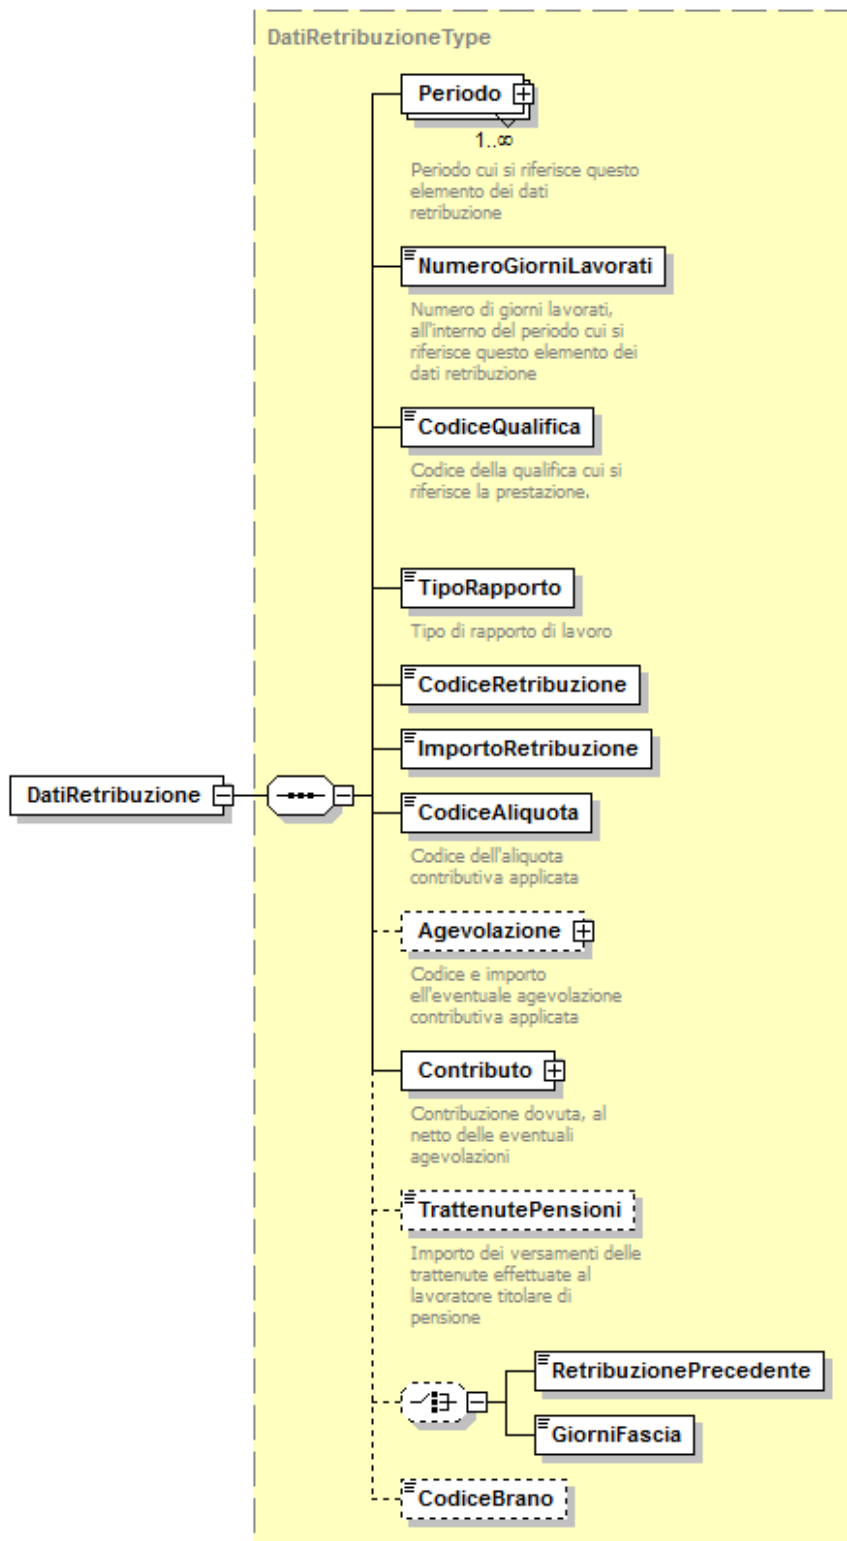 DatiRetribuzioneType
Periodo
1..∞
Periodo cui si riferisce questo
elemento dei dati
retribuzione
NumeroGiorniLavorati
Numero di giorni lavorati,
all'interno del periodo cui si
riferisce questo elemento dei
dati retribuzione
CodiceQualifica
Codice della qualifica cui si
riferisce la prestazione.
TipoRapporto
Tipo di rapporto di lavoro
CodiceRetribuzione
ImportoRetribuzione
DatiRetribuzione
CodiceAliquota
Codice dell'aliquota
contributiva applicata
Agevolazione
Codice e importo
ell'eventuale agevolazione
contributiva applicata
Contributo
Contribuzione dovuta, al
netto delle eventuali
agevolazioni
TrattenutePensioni
Importo dei versamenti delle
trattenute effettuate al
lavoratore titolare di
pensione
RetribuzionePrecedente
GiorniFascia
CodiceBrano